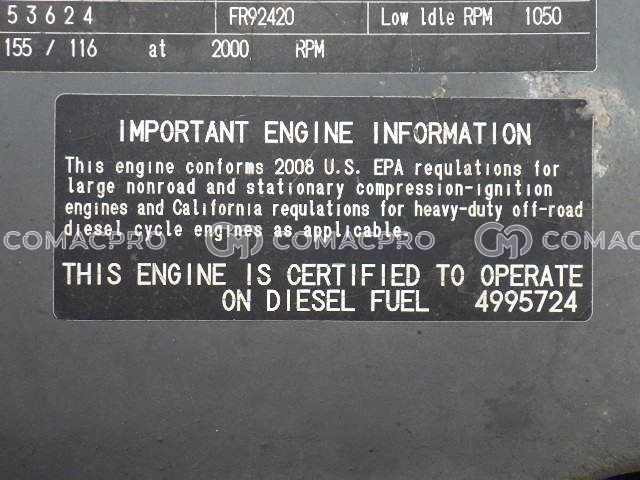 53624 FR92420 Low Idle RPM 1050
155 / 116 at 2000 RPM
IMPORTANT ENGINE INFORMATION
This engine conforms 2008 U.S. EPA requlations for
large nonroad and stationary compression-ignition
engines and California requlations for heavy-duty off-road
diesel cycle engines as applicable.
COMACPRO COMACPRO COMACPRO
THIS ENGINE IS CERTIFIED TO OPERATE
ON DIESEL FUEL 4995724